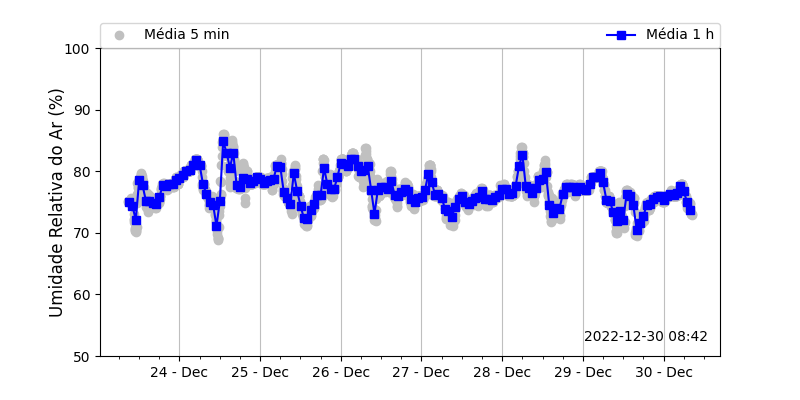 Média 5 min Média 1 h
Umidade Relativa do Ar (%)
100
90
80
70
60
50
2022-12-30 08:42
24 - Dec 25 - Dec 26 - Dec 27 - Dec 28 - Dec 29 - Dec 30 - Dec